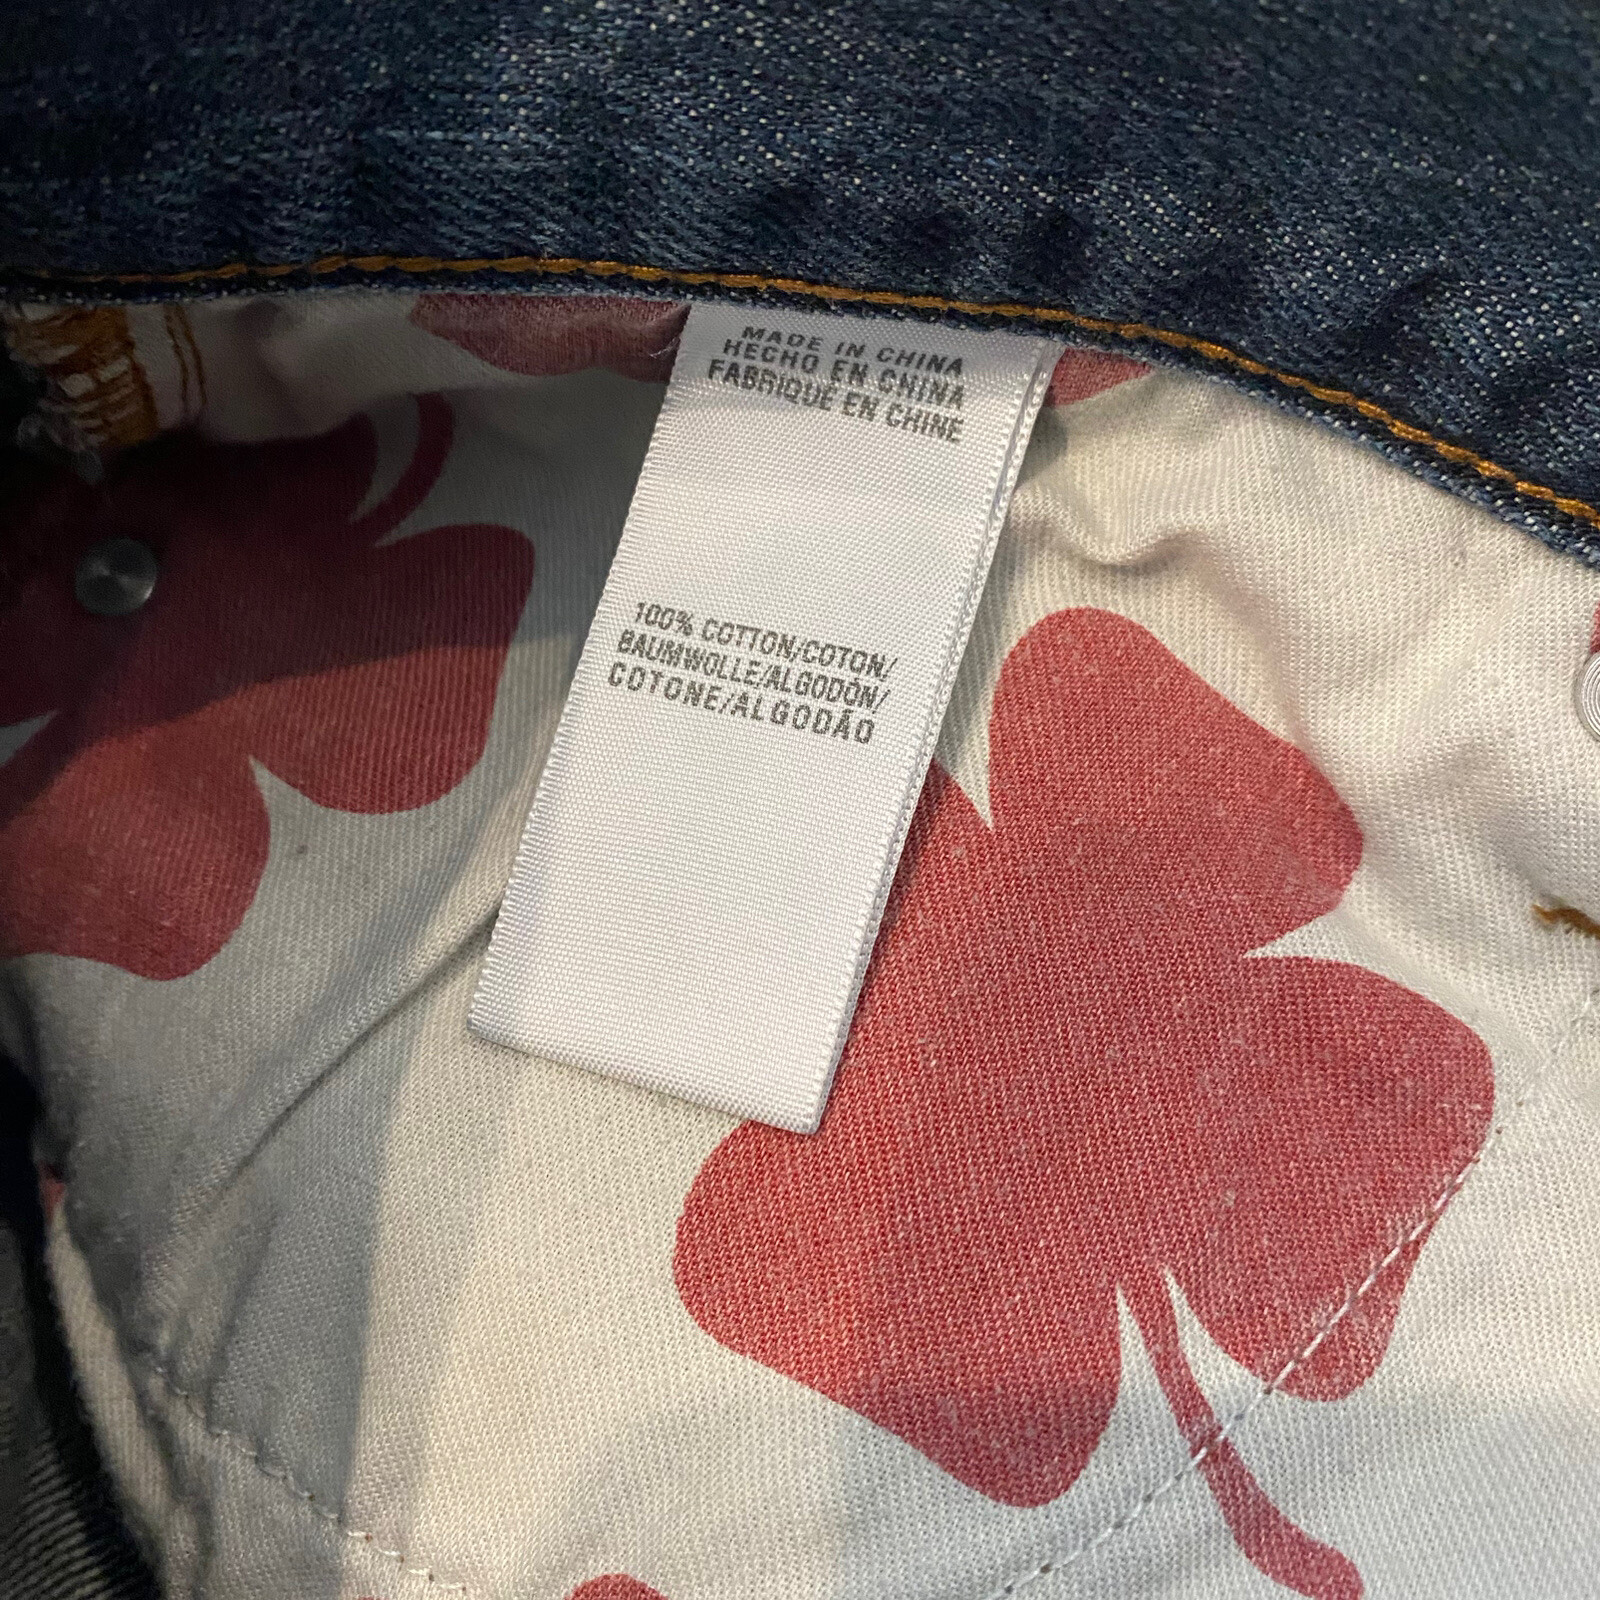 MADE IN CHINA
HECHO EN CHINA
FABRIQUÉ EN CHINE
100% COTTON/COTON/
BAUMWOLLE/ALGODÓN/
COTONE/ALGODÃO